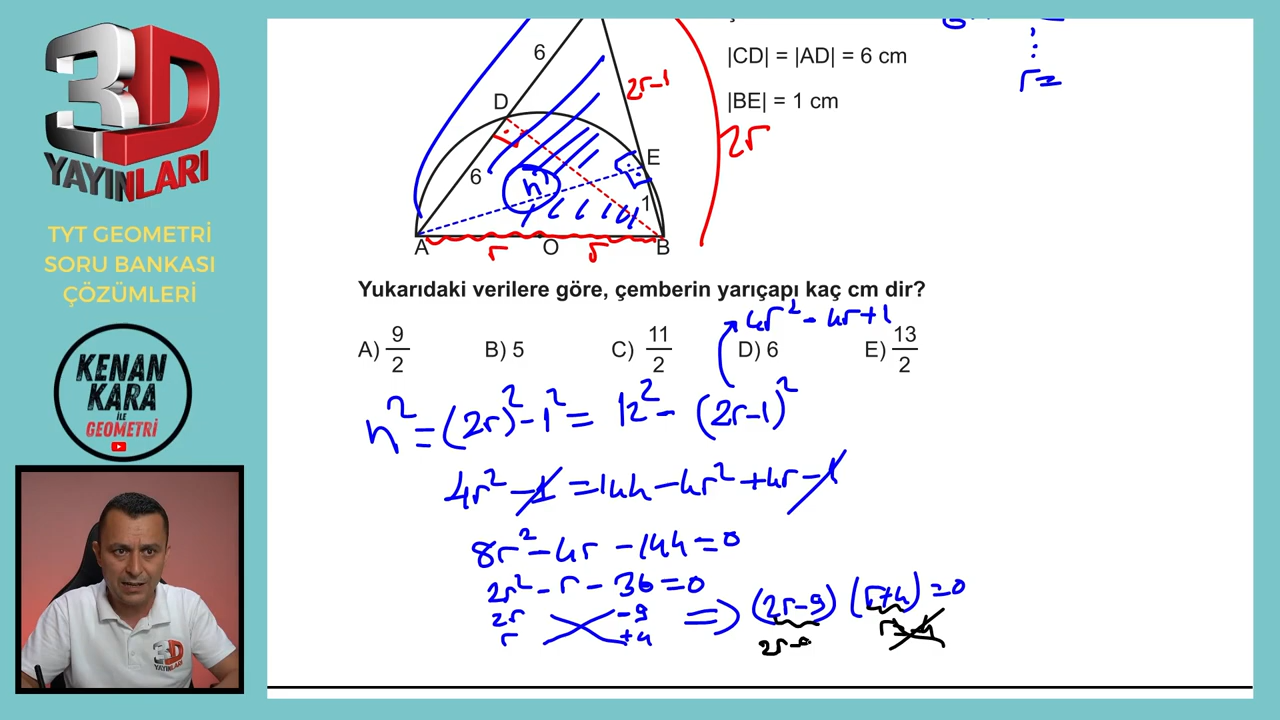 3D
YAYINLARI
TYT GEOMETRİ
SORU BANKASI
ÇÖZÜMLERİ
KENAN
KARA
İLE
GEOMETRİ
3D
YAYINLARI
6
D
2r-1
E
6
h
1
A
r
O
r
B
2r
|CD| = |AD| = 6 cm
|BE| = 1 cm
r=
Yukarıdaki verilere göre, çemberin yarıçapı kaç cm dir?
4r² - 4r+1
A) 9/2 B) 5 C) 11/2 D) 6 E) 13/2
h² = (2r)² - 1² = 12² - (2r-1)²
4r² - 1 = 144 - 4r² + 4r - 1
8r² - 4r - 144 = 0
2r² - r - 36 = 0
2r -9 => (2r-9) (r+4) = 0
r +4
r=-4